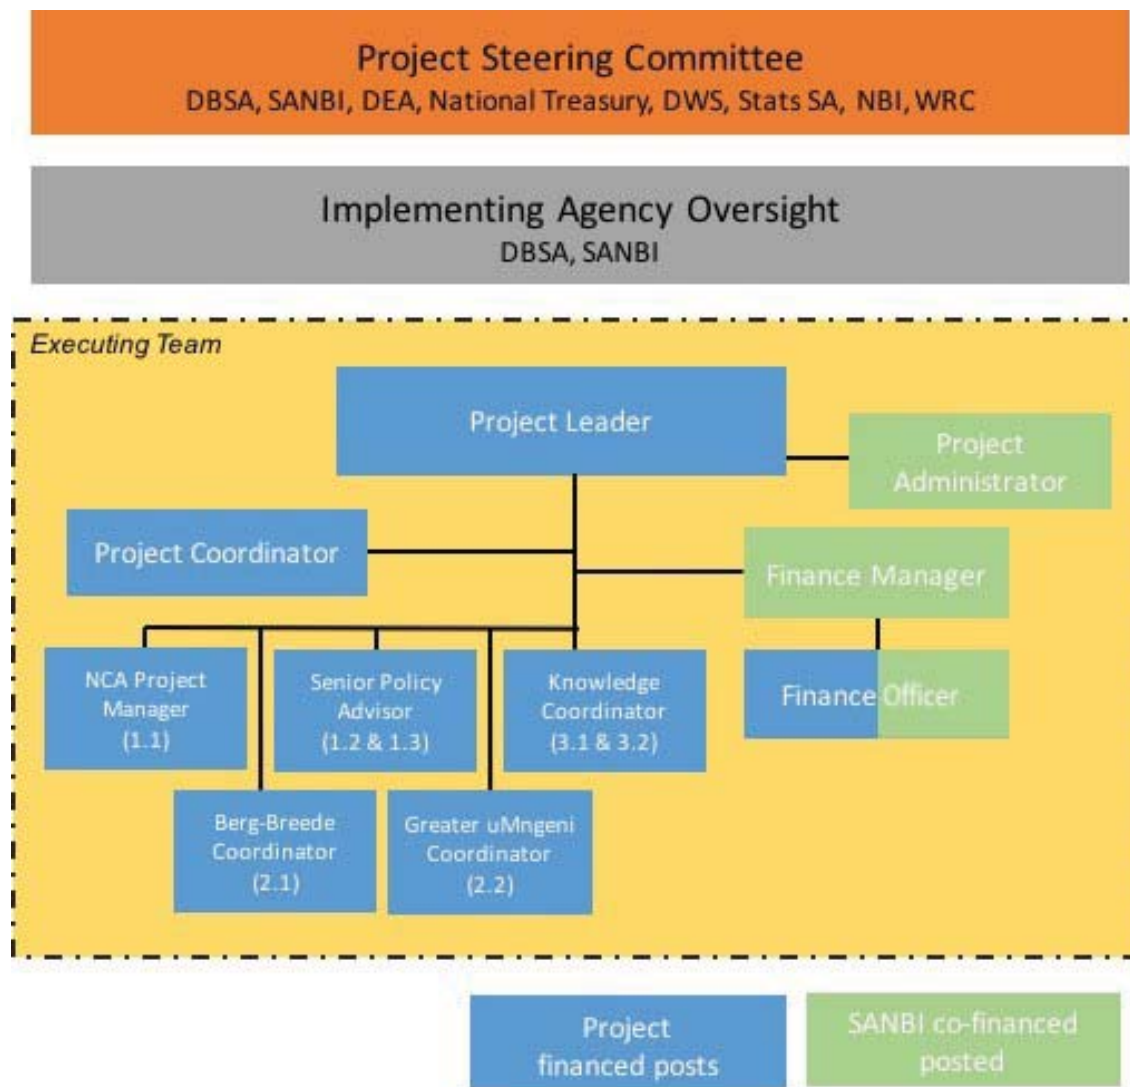 Project Steering Committee
DBSA, SANBI, DEA, National Treasury, DWS, Stats SA, NBI, WRC
Implementing Agency Oversight
DBSA, SANBI
Executing Team
Project Leader
Project
Administrator
Project Coordinator
Finance Manager
NCA Project
Manager
(1.1)
Senior Policy
Advisor
(1.2 & 1.3)
Knowledge
Coordinator
(3.1 & 3.2)
Finance Officer
Berg-Breede
Coordinator
(2.1)
Greater uMngeni
Coordinator
(2.2)
Project
financed posts
SANBI co-financed
posted